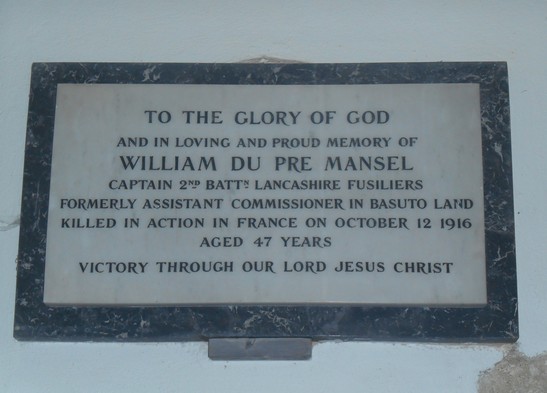 TO THE GLORY OF GOD
AND IN LOVING AND PROUD MEMORY OF
WILLIAM DU PRE MANSEL
CAPTAIN 2ND BATTN LANCASHIRE FUSILIERS
FORMERLY ASSISTANT COMMISSIONER IN BASUTO LAND
KILLED IN ACTION IN FRANCE ON OCTOBER 12 1916
AGED 47 YEARS
VICTORY THROUGH OUR LORD JESUS CHRIST